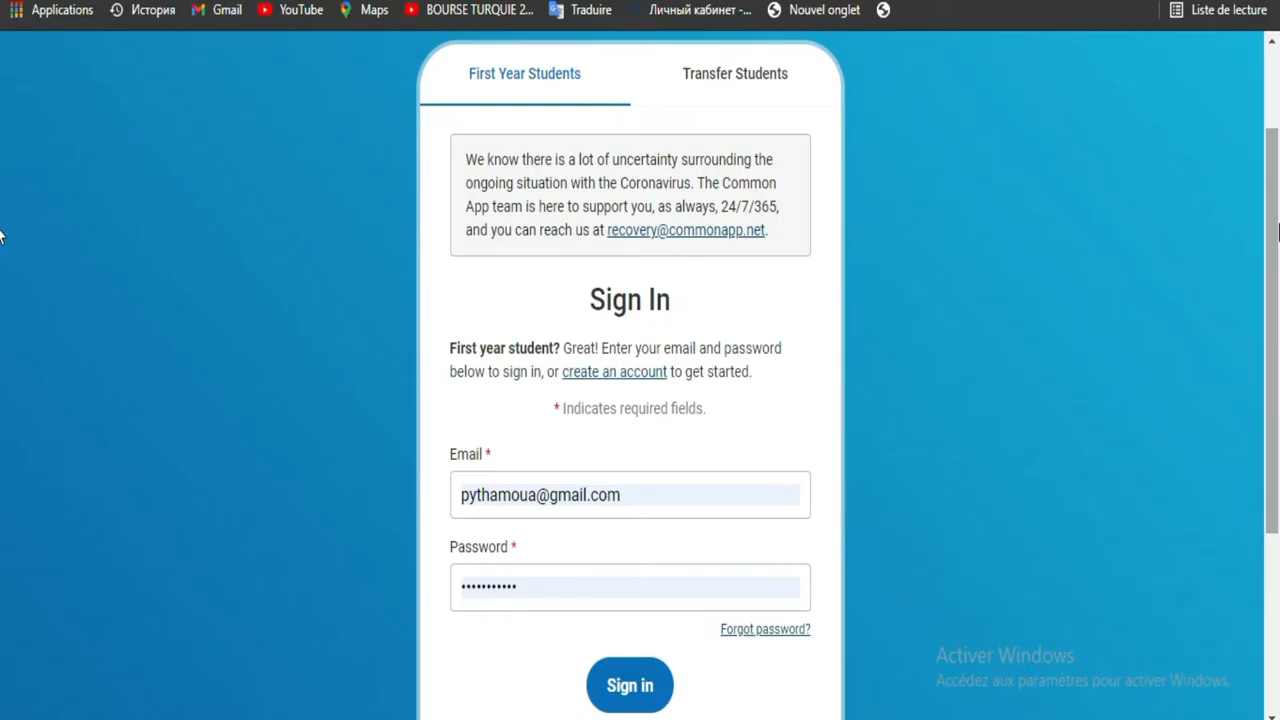 Applications История Gmail YouTube Maps BOURSE TURQUIE 2... Traduire Личный кабинет -... Nouvel onglet Liste de lecture
First Year Students Transfer Students
We know there is a lot of uncertainty surrounding the
ongoing situation with the Coronavirus. The Common
App team is here to support you, as always, 24/7/365,
and you can reach us at recovery@commonapp.net.
Sign In
First year student? Great! Enter your email and password
below to sign in, or create an account to get started.
* Indicates required fields.
Email *
pythamoua@gmail.com
Password *
•••••••••••
Forgot password?
Sign in
Activer Windows
Accédez aux paramètres pour activer Windows.